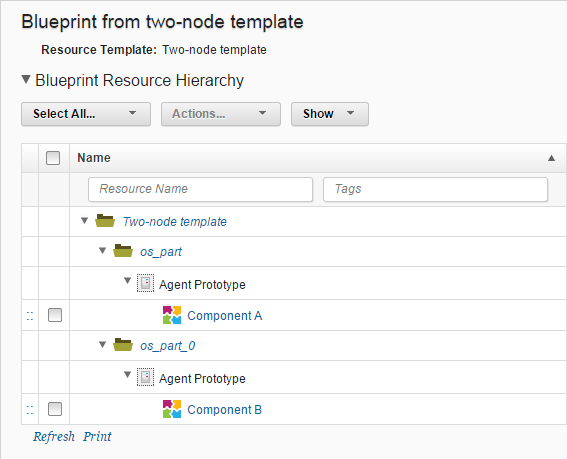 Blueprint from two-node template
Resource Template: Two-node template
Blueprint Resource Hierarchy
Select All... Actions... Show
Name
Resource Name Tags
Two-node template
os_part
Agent Prototype
Component A
os_part_0
Agent Prototype
Component B
Refresh Print